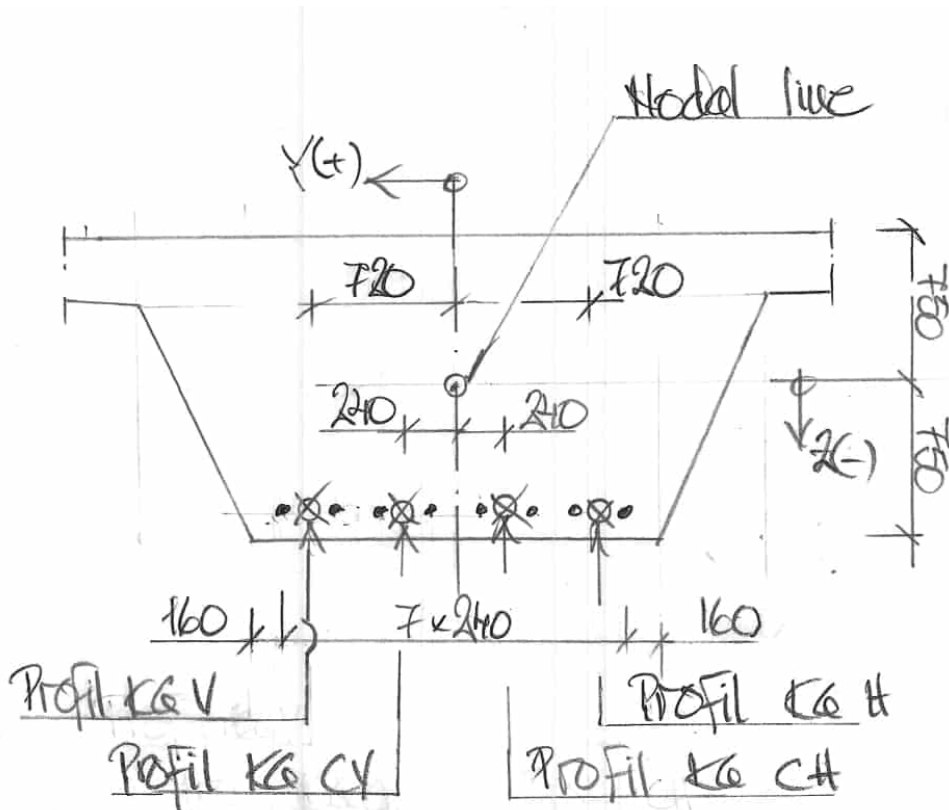 Nodal line
Y(+)
720
720
750
240
240
Z(-)
750
160
7x240
160
Profil KG V
Profil KG H
Profil KG CV
Profil KG CH